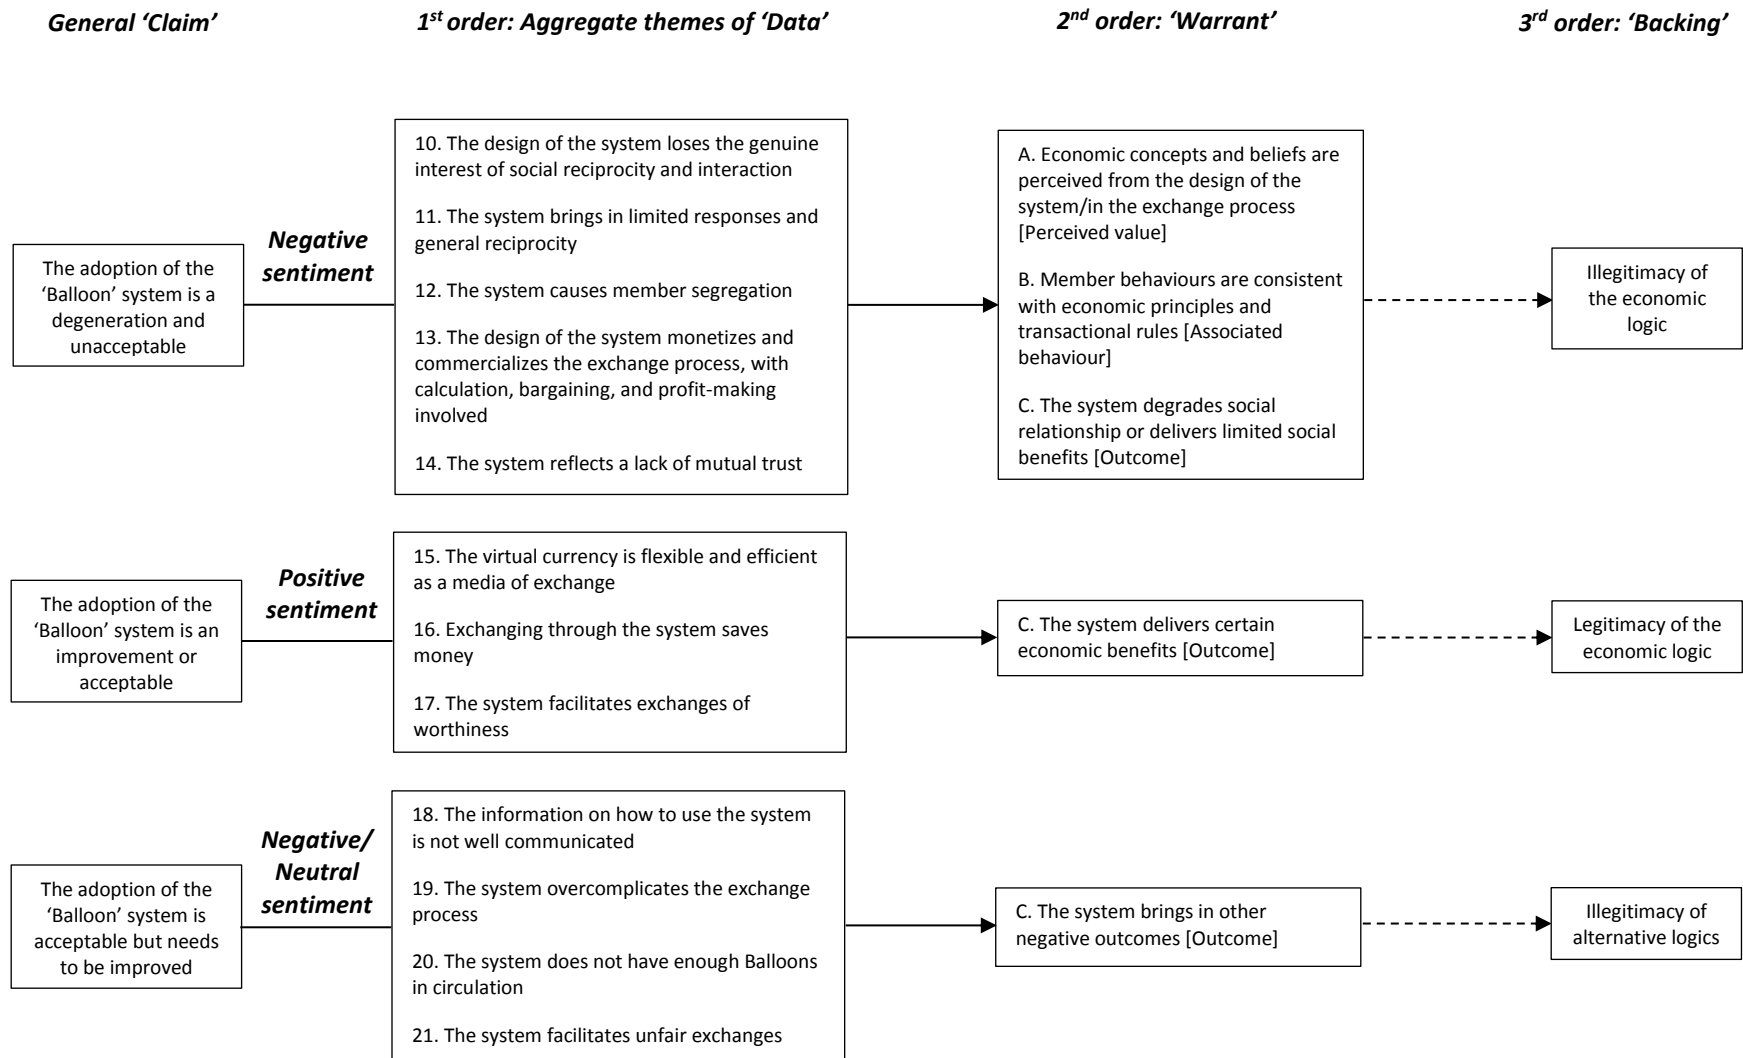 General ‘Claim’
1st order: Aggregate themes of ‘Data’
2nd order: ‘Warrant’
3rd order: ‘Backing’
The adoption of the
‘Balloon’ system is a
degeneration and
unacceptable
Negative
sentiment
10. The design of the system loses the genuine
interest of social reciprocity and interaction
11. The system brings in limited responses and
general reciprocity
12. The system causes member segregation
13. The design of the system monetizes and
commercializes the exchange process, with
calculation, bargaining, and profit-making
involved
14. The system reflects a lack of mutual trust
A. Economic concepts and beliefs are
perceived from the design of the
system/in the exchange process
[Perceived value]
B. Member behaviours are consistent
with economic principles and
transactional rules [Associated
behaviour]
C. The system degrades social
relationship or delivers limited social
benefits [Outcome]
Illegitimacy of
the economic
logic
The adoption of the
‘Balloon’ system is an
improvement or
acceptable
Positive
sentiment
15. The virtual currency is flexible and efficient
as a media of exchange
16. Exchanging through the system saves
money
17. The system facilitates exchanges of
worthiness
C. The system delivers certain
economic benefits [Outcome]
Legitimacy of the
economic logic
The adoption of the
‘Balloon’ system is
acceptable but needs
to be improved
Negative/
Neutral
sentiment
18. The information on how to use the system
is not well communicated
19. The system overcomplicates the exchange
process
20. The system does not have enough Balloons
in circulation
21. The system facilitates unfair exchanges
C. The system brings in other
negative outcomes [Outcome]
Illegitimacy of
alternative logics